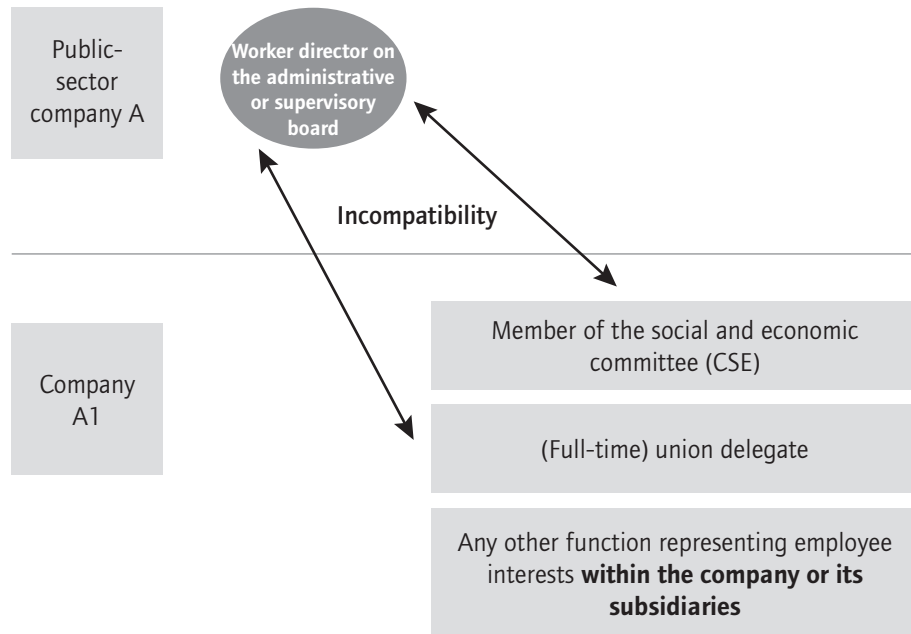 Public-
sector
company A
Worker director on
the administrative
or supervisory
board
Incompatibility
Company
A1
Member of the social and economic
committee (CSE)
(Full-time) union delegate
Any other function representing employee
interests within the company or its
subsidiaries